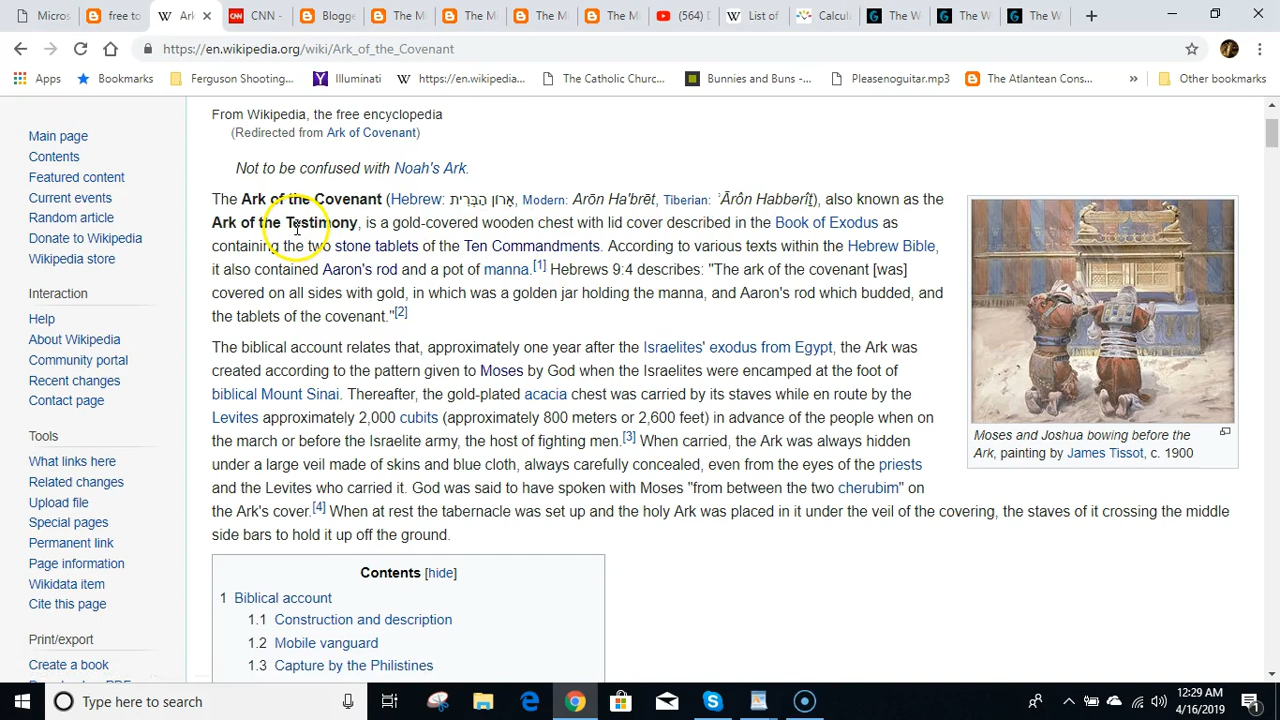 Micros
free to
Ark
CNN -
Blogge
The M
The M
The M
The M
(564) D
List of
Calcul
The W
The W
The W
https://en.wikipedia.org/wiki/Ark_of_the_Covenant
Apps
Bookmarks
Ferguson Shooting...
Illuminati
https://en.wikipedia...
The Catholic Churc...
Bunnies and Buns -...
Pleasenoguitar.mp3
The Atlantean Cons...
»
Other bookmarks
Main page
Contents
Featured content
Current events
Random article
Donate to Wikipedia
Wikipedia store
Interaction
Help
About Wikipedia
Community portal
Recent changes
Contact page
Tools
What links here
Related changes
Upload file
Special pages
Permanent link
Page information
Wikidata item
Cite this page
Print/export
Create a book
From Wikipedia, the free encyclopedia
(Redirected from Ark of Covenant)
Not to be confused with Noah's Ark.
The Ark of the Covenant (Hebrew: אָרוֹן הַבְּרִית, Modern: Arōn Ha'brēt, Tiberian: ʾĀrôn Habbərîṯ), also known as the
Ark of the Testimony, is a gold-covered wooden chest with lid cover described in the Book of Exodus as
containing the two stone tablets of the Ten Commandments. According to various texts within the Hebrew Bible,
it also contained Aaron's rod and a pot of manna.[1] Hebrews 9:4 describes: "The ark of the covenant [was]
covered on all sides with gold, in which was a golden jar holding the manna, and Aaron's rod which budded, and
the tablets of the covenant."[2]
The biblical account relates that, approximately one year after the Israelites' exodus from Egypt, the Ark was
created according to the pattern given to Moses by God when the Israelites were encamped at the foot of
biblical Mount Sinai. Thereafter, the gold-plated acacia chest was carried by its staves while en route by the
Levites approximately 2,000 cubits (approximately 800 meters or 2,600 feet) in advance of the people when on
the march or before the Israelite army, the host of fighting men.[3] When carried, the Ark was always hidden
under a large veil made of skins and blue cloth, always carefully concealed, even from the eyes of the priests
and the Levites who carried it. God was said to have spoken with Moses "from between the two cherubim" on
the Ark's cover.[4] When at rest the tabernacle was set up and the holy Ark was placed in it under the veil of the covering, the staves of it crossing the middle
side bars to hold it up off the ground.
Moses and Joshua bowing before the
Ark, painting by James Tissot, c. 1900
Contents [hide]
1 Biblical account
1.1 Construction and description
1.2 Mobile vanguard
1.3 Capture by the Philistines
Type here to search
12:29 AM
4/16/2019